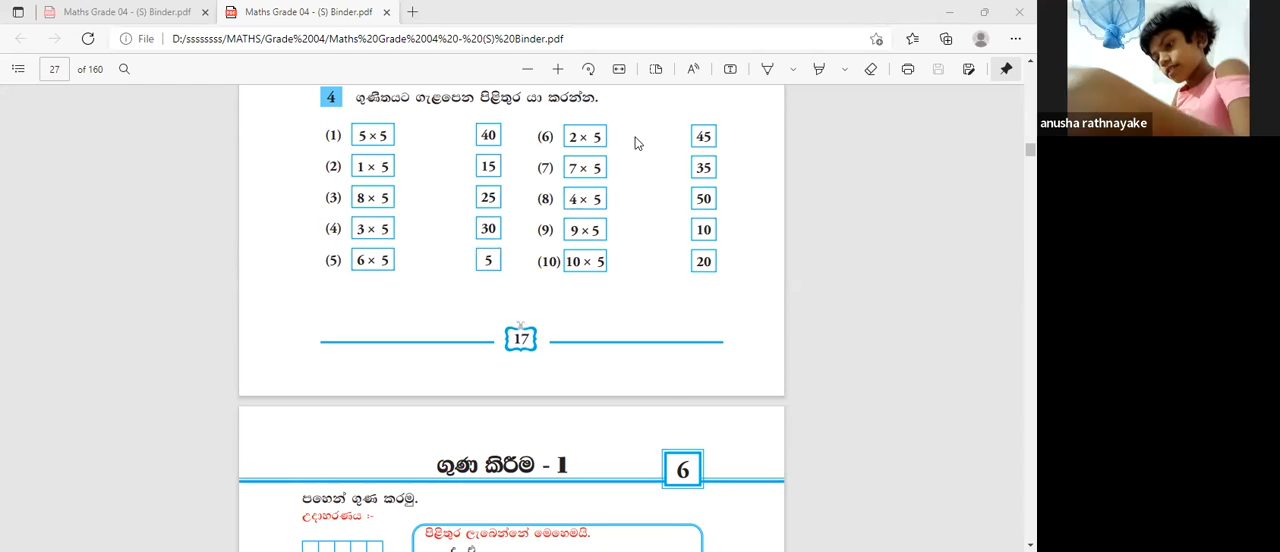 Maths Grade 04 - (S) Binder.pdf
Maths Grade 04 - (S) Binder.pdf
File D:/ssssssss/MATHS/Grade%2004/Maths%20Grade%2004%20-%20(S)%20Binder.pdf
27 of 160
anusha rathnayake
4 ගුණිතයට ගැළපෙන පිළිතුර යා කරන්න.
(1) 5 × 5 40 (6) 2 × 5 45
(2) 1 × 5 15 (7) 7 × 5 35
(3) 8 × 5 25 (8) 4 × 5 50
(4) 3 × 5 30 (9) 9 × 5 10
(5) 6 × 5 5 (10) 10 × 5 20
17
ගුණ කිරීම - 1 6
පහෙන් ගුණ කරමු.
උදාහරණය :-
පිළිතුර ලැබෙන්නේ මෙහෙමයි.